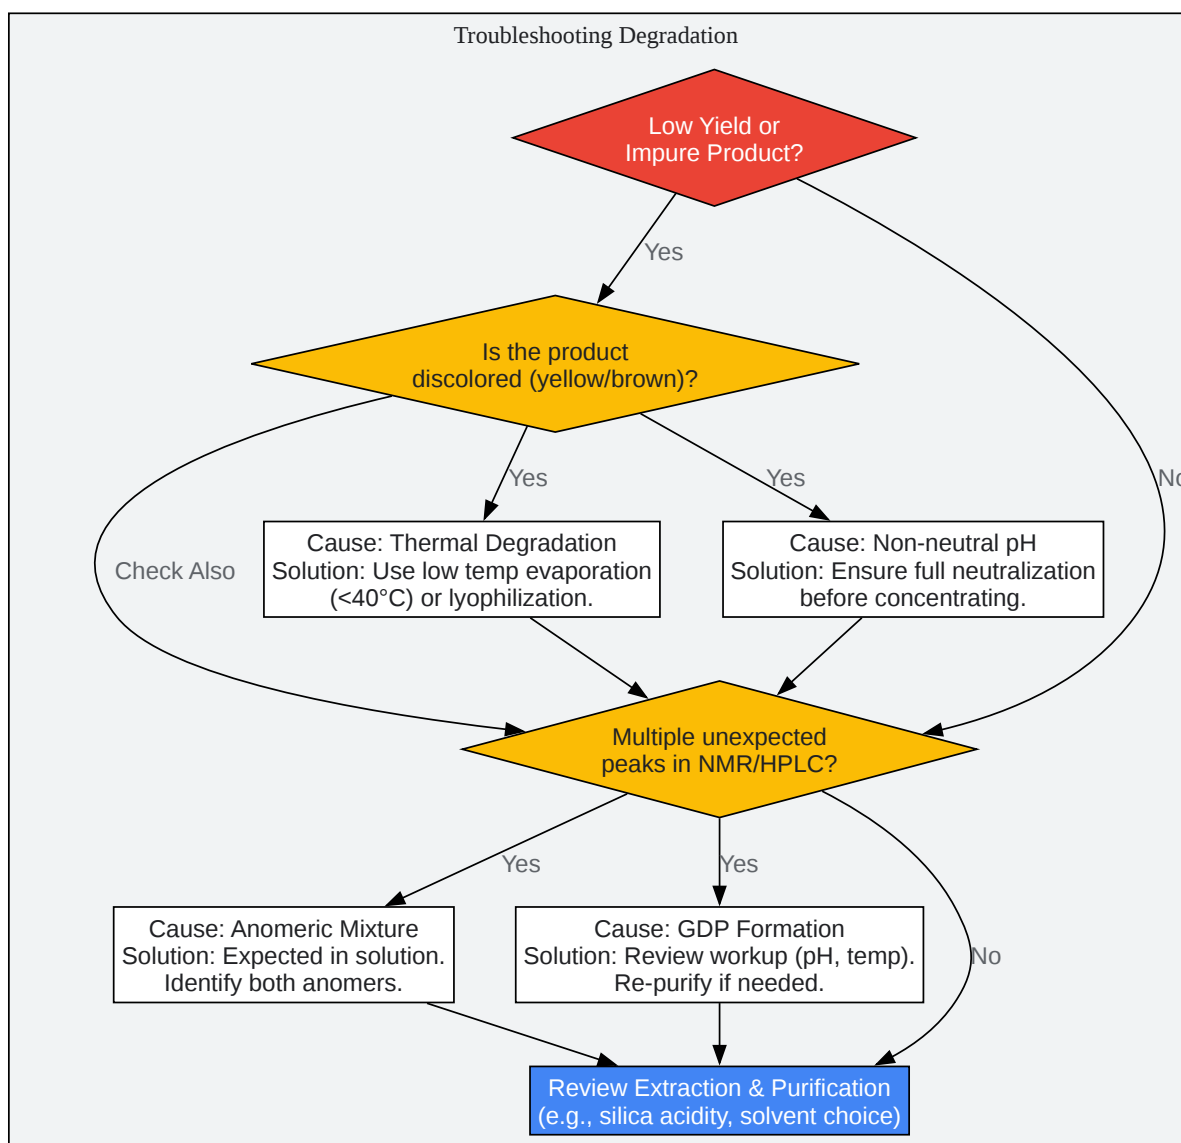 Troubleshooting Degradation
Low Yield or
Impure Product?
Yes
Is the product
discolored (yellow/brown)?
Yes
Yes
No
Check Also
Cause: Thermal Degradation
Solution: Use low temp evaporation
(<40°C) or lyophilization.
Cause: Non-neutral pH
Solution: Ensure full neutralization
before concentrating.
Multiple unexpected
peaks in NMR/HPLC?
Yes
Yes
No
Cause: Anomeric Mixture
Solution: Expected in solution.
Identify both anomers.
Cause: GDP Formation
Solution: Review workup (pH, temp).
Re-purify if needed.
Review Extraction & Purification
(e.g., silica acidity, solvent choice)